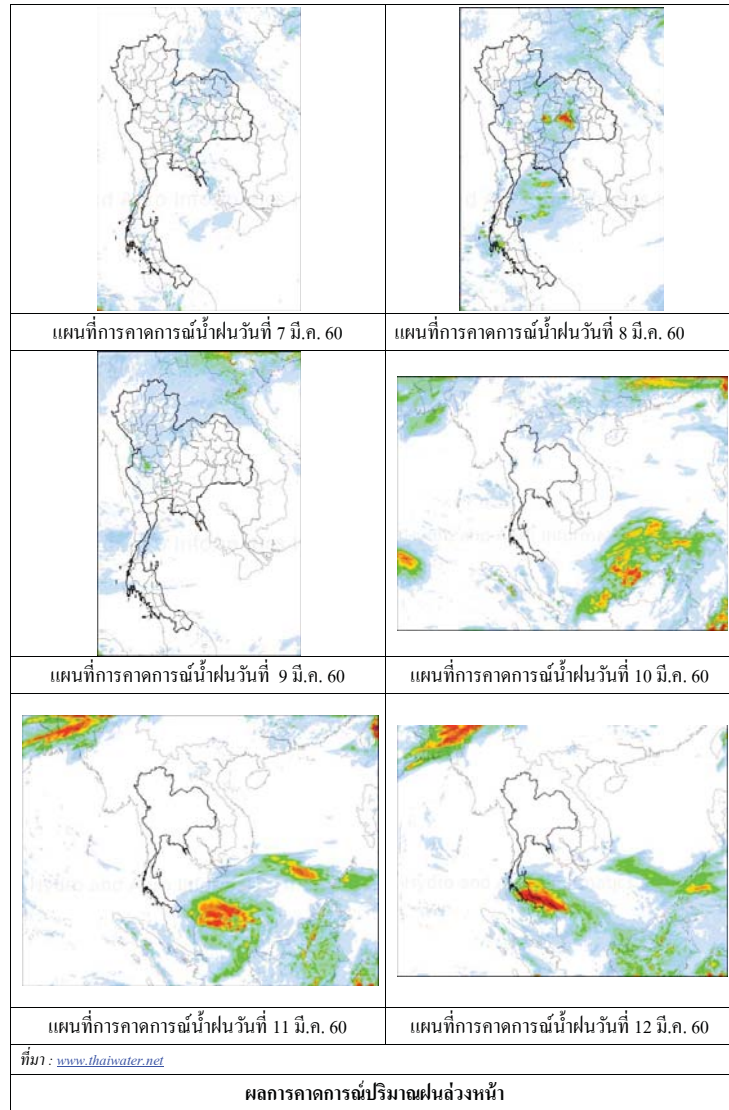 แผนที่การคาดการณ์น้ำฝนวันที่ 7 มี.ค. 60
แผนที่การคาดการณ์น้ำฝนวันที่ 8 มี.ค. 60
แผนที่การคาดการณ์น้ำฝนวันที่ 9 มี.ค. 60
แผนที่การคาดการณ์น้ำฝนวันที่ 10 มี.ค. 60
Hydro and
แผนที่การคาดการณ์น้ำฝนวันที่ 11 มี.ค. 60
แผนที่การคาดการณ์น้ำฝนวันที่ 12 มี.ค. 60
ที่มา : www.thaiwater.net
ผลการคาดการณ์ปริมาณฝนล่วงหน้า